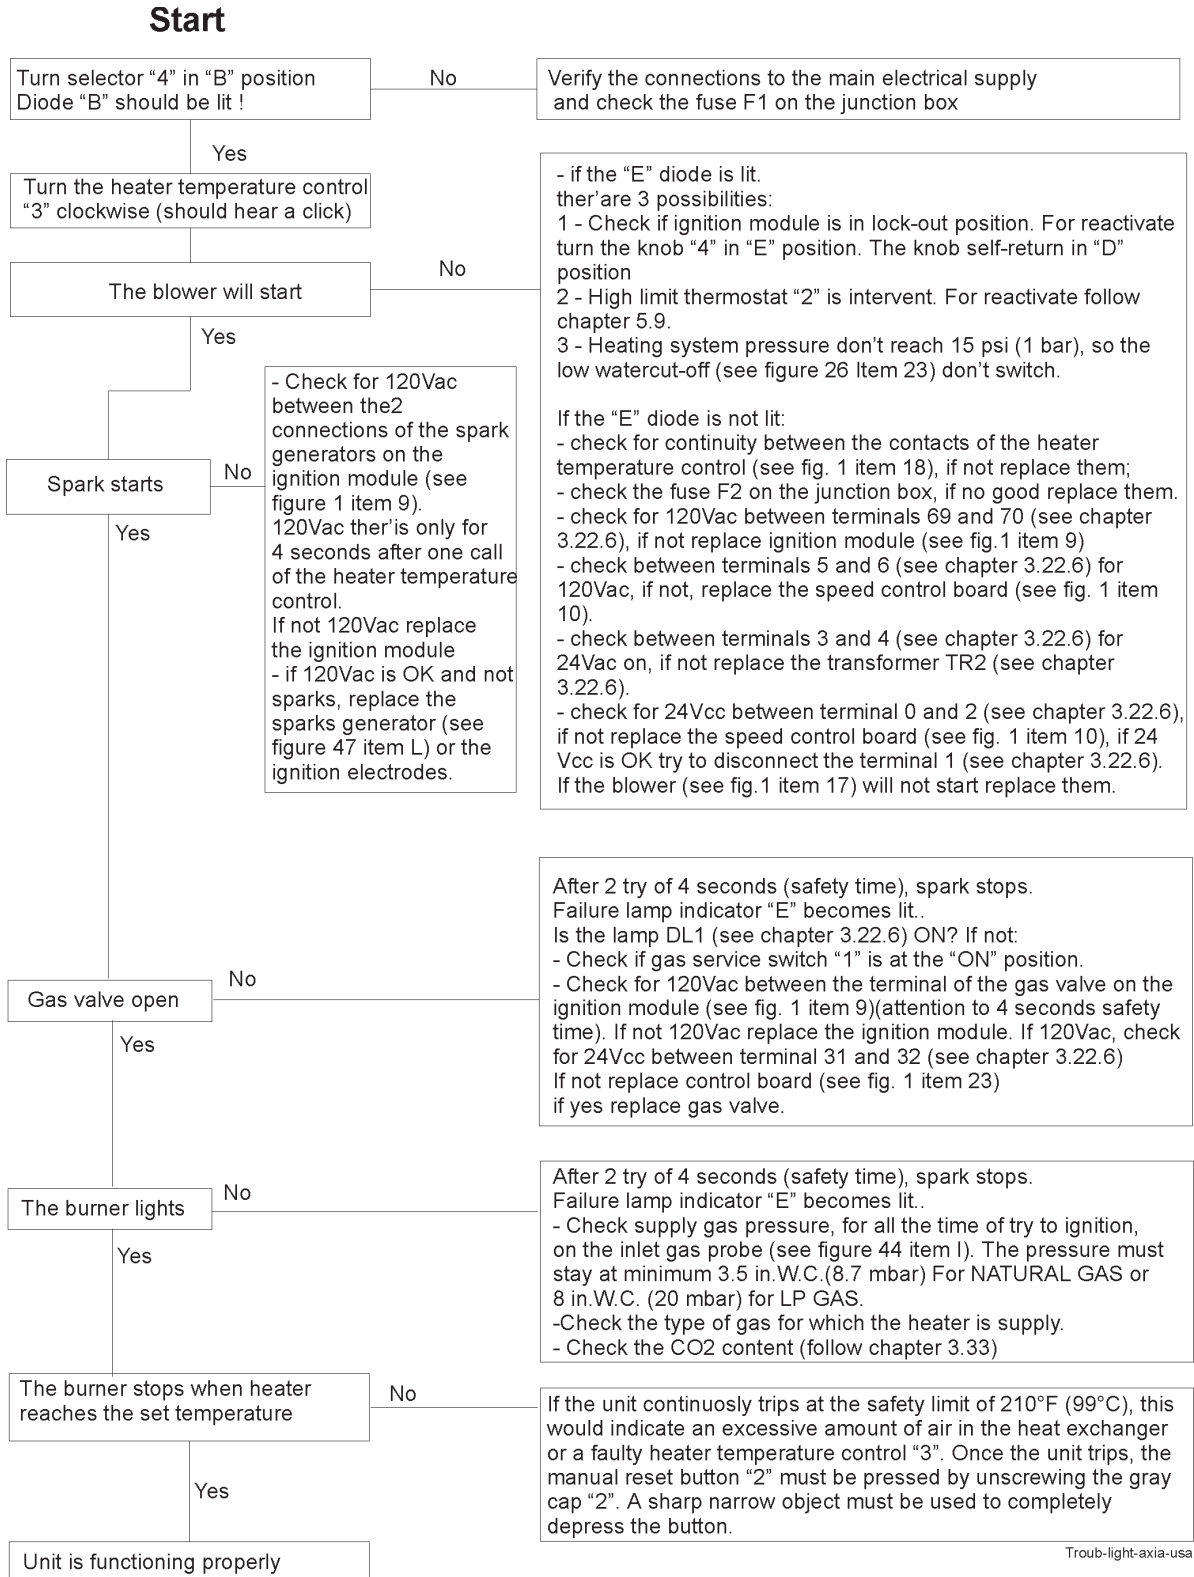 Start
Turn selector “4” in “B” position
Diode “B” should be lit !
No
Verify the connections to the main electrical supply
and check the fuse F1 on the junction box
Yes
Turn the heater temperature control
“3” clockwise (should hear a click)
The blower will start
No
- if the “E” diode is lit.
ther’are 3 possibilities:
1 - Check if ignition module is in lock-out position. For reactivate
turn the knob “4” in “E” position. The knob self-return in “D”
position
2 - High limit thermostat “2” is intervent. For reactivate follow
chapter 5.9.
3 - Heating system pressure don’t reach 15 psi (1 bar), so the
low watercut-off (see figure 26 Item 23) don’t switch.
If the “E” diode is not lit:
- check for continuity between the contacts of the heater
temperature control (see fig. 1 item 18), if not replace them;
- check the fuse F2 on the junction box, if no good replace them.
- check for 120Vac between terminals 69 and 70 (see chapter
3.22.6), if not replace ignition module (see fig.1 item 9)
- check between terminals 5 and 6 (see chapter 3.22.6) for
120Vac, if not, replace the speed control board (see fig. 1 item
10).
- check between terminals 3 and 4 (see chapter 3.22.6) for
24Vac on, if not replace the transformer TR2 (see chapter
3.22.6).
- check for 24Vcc between terminal 0 and 2 (see chapter 3.22.6),
if not replace the speed control board (see fig. 1 item 10), if 24
Vcc is OK try to disconnect the terminal 1 (see chapter 3.22.6).
If the blower (see fig.1 item 17) will not start replace them.
Yes
Spark starts
No
- Check for 120Vac
between the2
connections of the spark
generators on the
ignition module (see
figure 1 item 9).
120Vac ther’is only for
4 seconds after one call
of the heater temperature
control.
If not 120Vac replace
the ignition module
- if 120Vac is OK and not
sparks, replace the
sparks generator (see
figure 47 item L) or the
ignition electrodes.
Yes
Gas valve open
No
After 2 try of 4 seconds (safety time), spark stops.
Failure lamp indicator “E” becomes lit..
Is the lamp DL1 (see chapter 3.22.6) ON? If not:
- Check if gas service switch “1” is at the “ON” position.
- Check for 120Vac between the terminal of the gas valve on the
ignition module (see fig. 1 item 9)(attention to 4 seconds safety
time). If not 120Vac replace the ignition module. If 120Vac, check
for 24Vcc between terminal 31 and 32 (see chapter 3.22.6)
If not replace control board (see fig. 1 item 23)
if yes replace gas valve.
Yes
The burner lights
No
After 2 try of 4 seconds (safety time), spark stops.
Failure lamp indicator “E” becomes lit..
- Check supply gas pressure, for all the time of try to ignition,
on the inlet gas probe (see figure 44 item I). The pressure must
stay at minimum 3.5 in.W.C.(8.7 mbar) For NATURAL GAS or
8 in.W.C. (20 mbar) for LP GAS.
-Check the type of gas for which the heater is supply.
- Check the CO2 content (follow chapter 3.33)
Yes
The burner stops when heater
reaches the set temperature
No
If the unit continuosly trips at the safety limit of 210°F (99°C), this
would indicate an excessive amount of air in the heat exchanger
or a faulty heater temperature control “3”. Once the unit trips, the
manual reset button “2” must be pressed by unscrewing the gray
cap “2”. A sharp narrow object must be used to completely
depress the button.
Yes
Unit is functioning properly
Troub-light-axia-usa